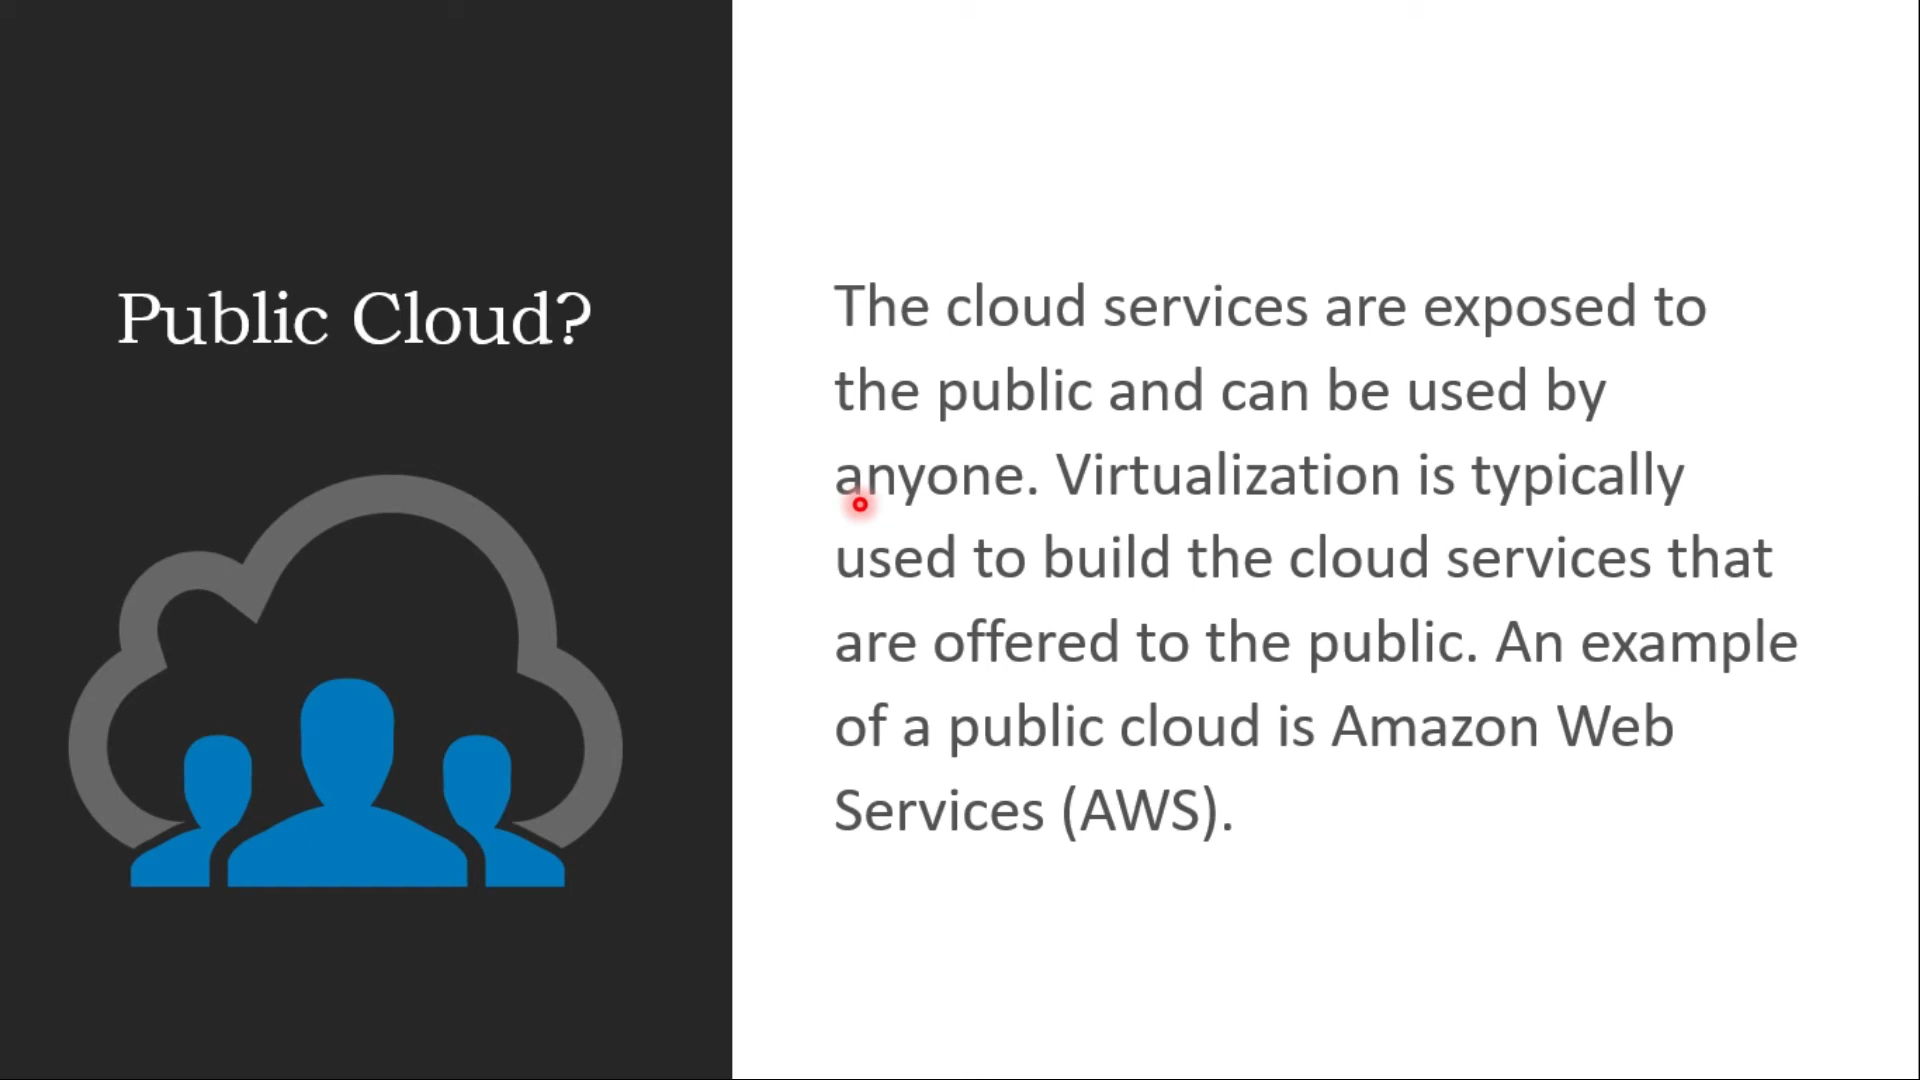 Public Cloud?
The cloud services are exposed to
the public and can be used by
anyone. Virtualization is typically
used to build the cloud services that
are offered to the public. An example
of a public cloud is Amazon Web
Services (AWS).